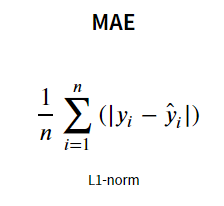 MAE
1/n ∑_{i=1}^{n} (|y_i − ŷ_i|)
L1-norm